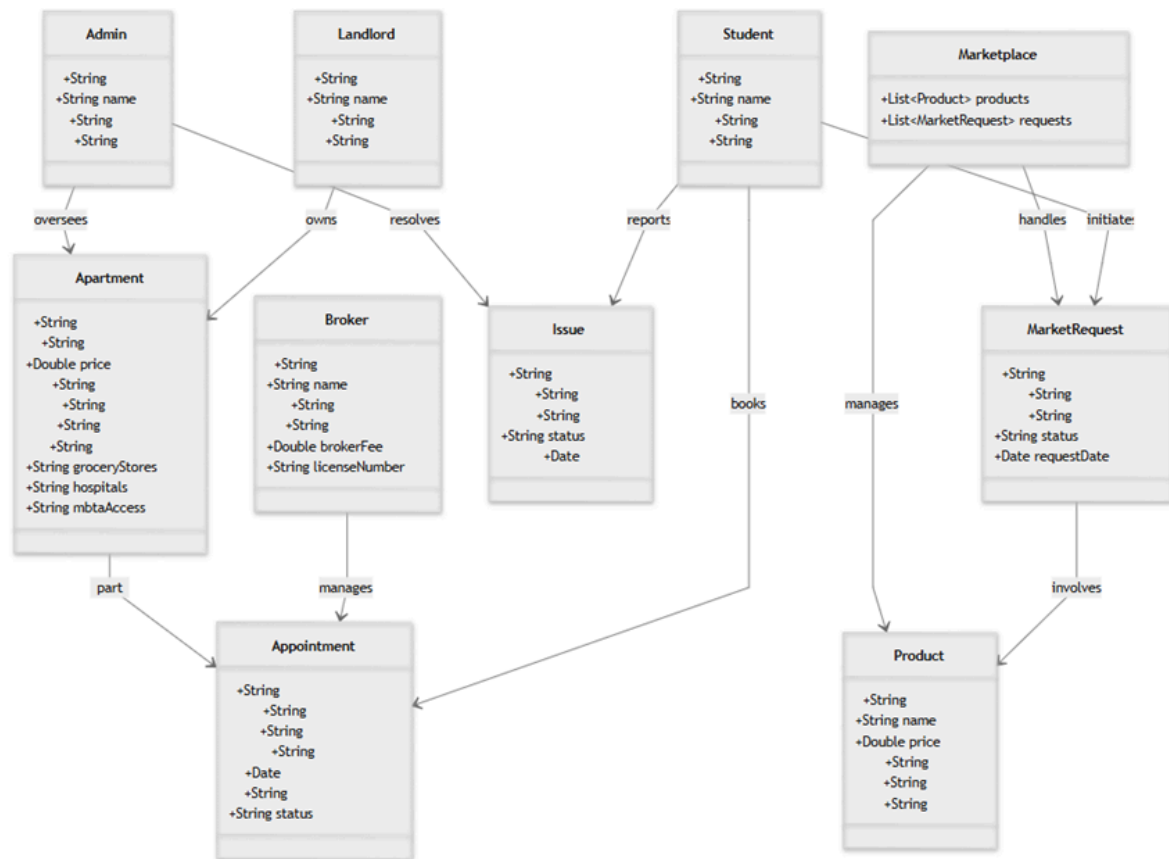 Admin
+String
+String name
+String
+String
Landlord
+String
+String name
+String
+String
Student
+String
+String name
+String
+String
Marketplace
+List<Product> products
+List<MarketRequest> requests
oversees
owns
resolves
reports
handles
initiates
Apartment
+String
+String
+Double price
+String
+String
+String
+String
+String groceryStores
+String hospitals
+String mbtaAccess
Broker
+String
+String name
+String
+String
+Double brokerFee
+String licenseNumber
Issue
+String
+String
+String
+String status
+Date
MarketRequest
+String
+String
+String
+String status
+Date requestDate
books
manages
part
manages
involves
Appointment
+String
+String
+String
+String
+Date
+String
+String status
Product
+String
+String name
+Double price
+String
+String
+String